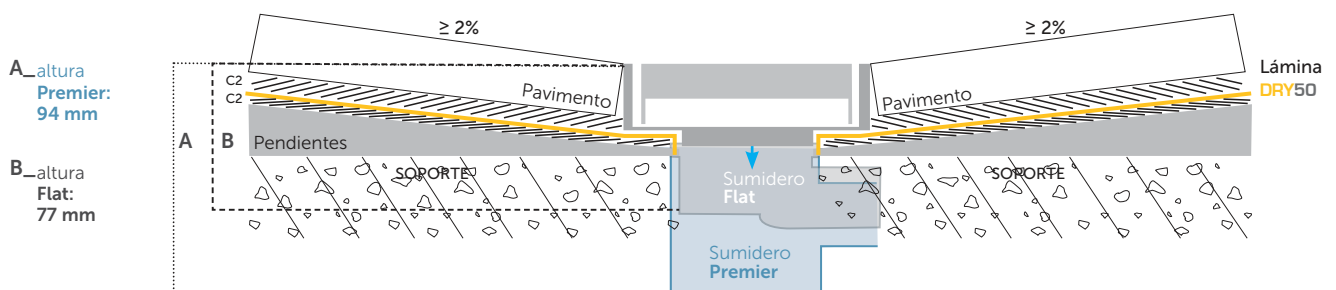 ≥ 2%
≥ 2%
A_altura
Premier:
94 mm
B_altura
Flat:
77 mm
A
B
C2
C2
Pavimento
Pavimento
Lámina
DRY50
Pendientes
SOPORTE
SOPORTE
Sumidero
Flat
Sumidero
Premier